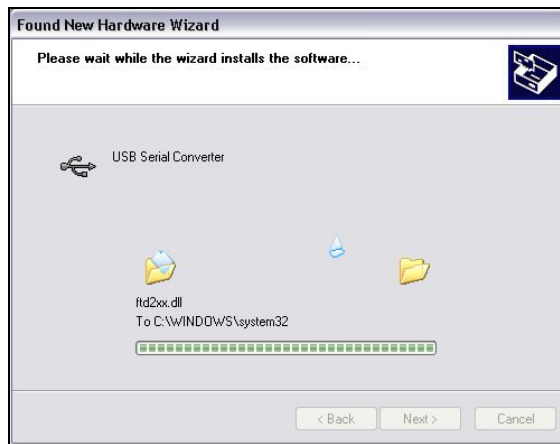 Found New Hardware Wizard
Please wait while the wizard installs the software...
USB Serial Converter
ftd2xx.dll
To C:\WINDOWS\system32
< Back
Next >
Cancel